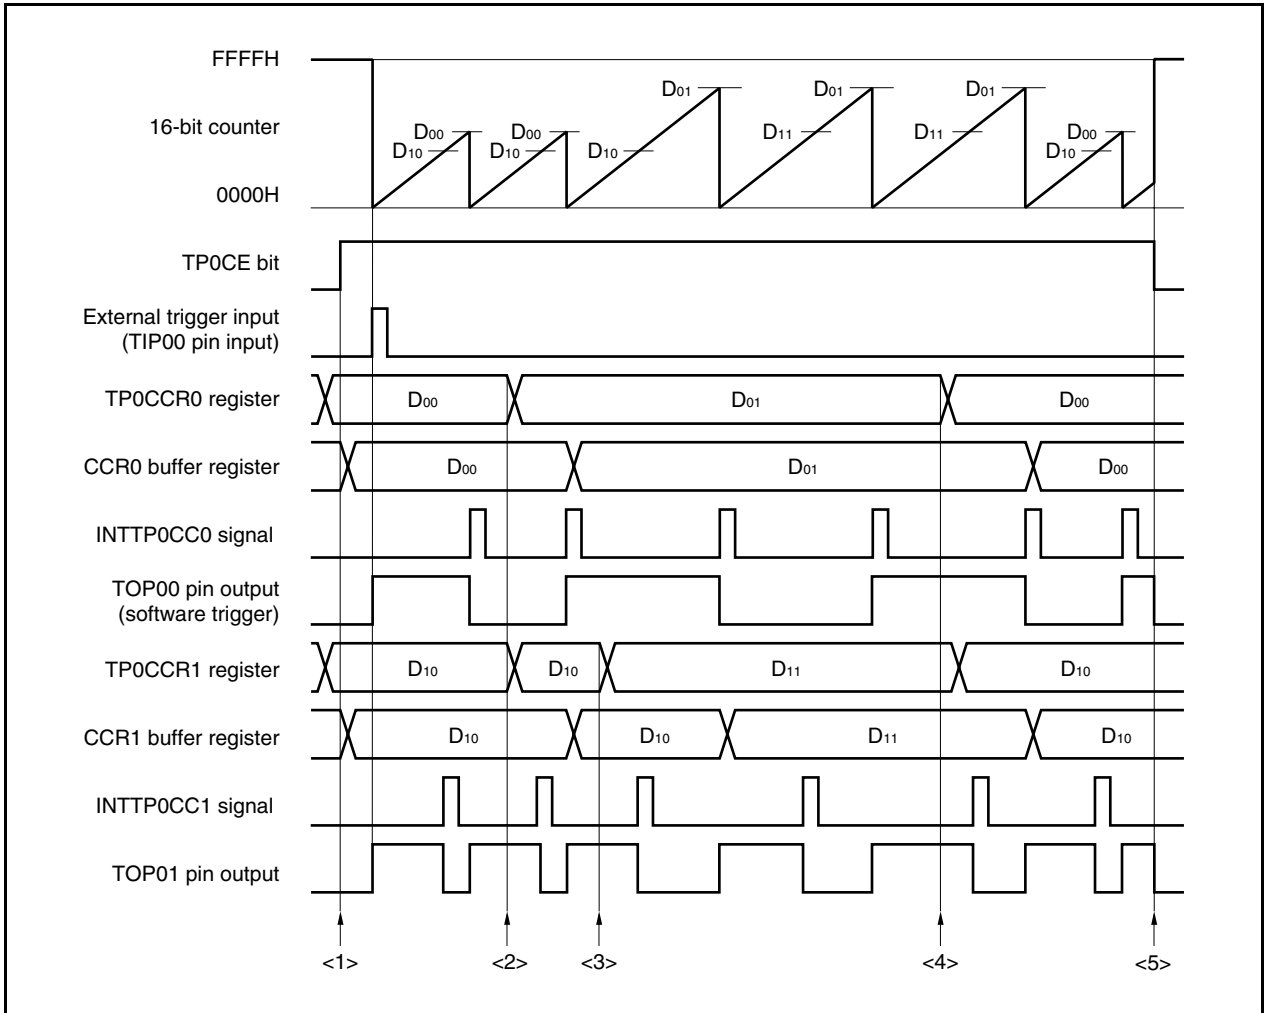 FFFFH
D01 D01 D01
16-bit counter D00 D00 D11 D11 D00
D10 D10 D10 D10
0000H
TP0CE bit
External trigger input
(TIP00 pin input)
TP0CCR0 register D00 D01 D00
CCR0 buffer register D00 D01 D00
INTTP0CC0 signal
TOP00 pin output
(software trigger)
TP0CCR1 register D10 D10 D11 D10
CCR1 buffer register D10 D10 D11 D10
INTTP0CC1 signal
TOP01 pin output
<1> <2> <3> <4> <5>